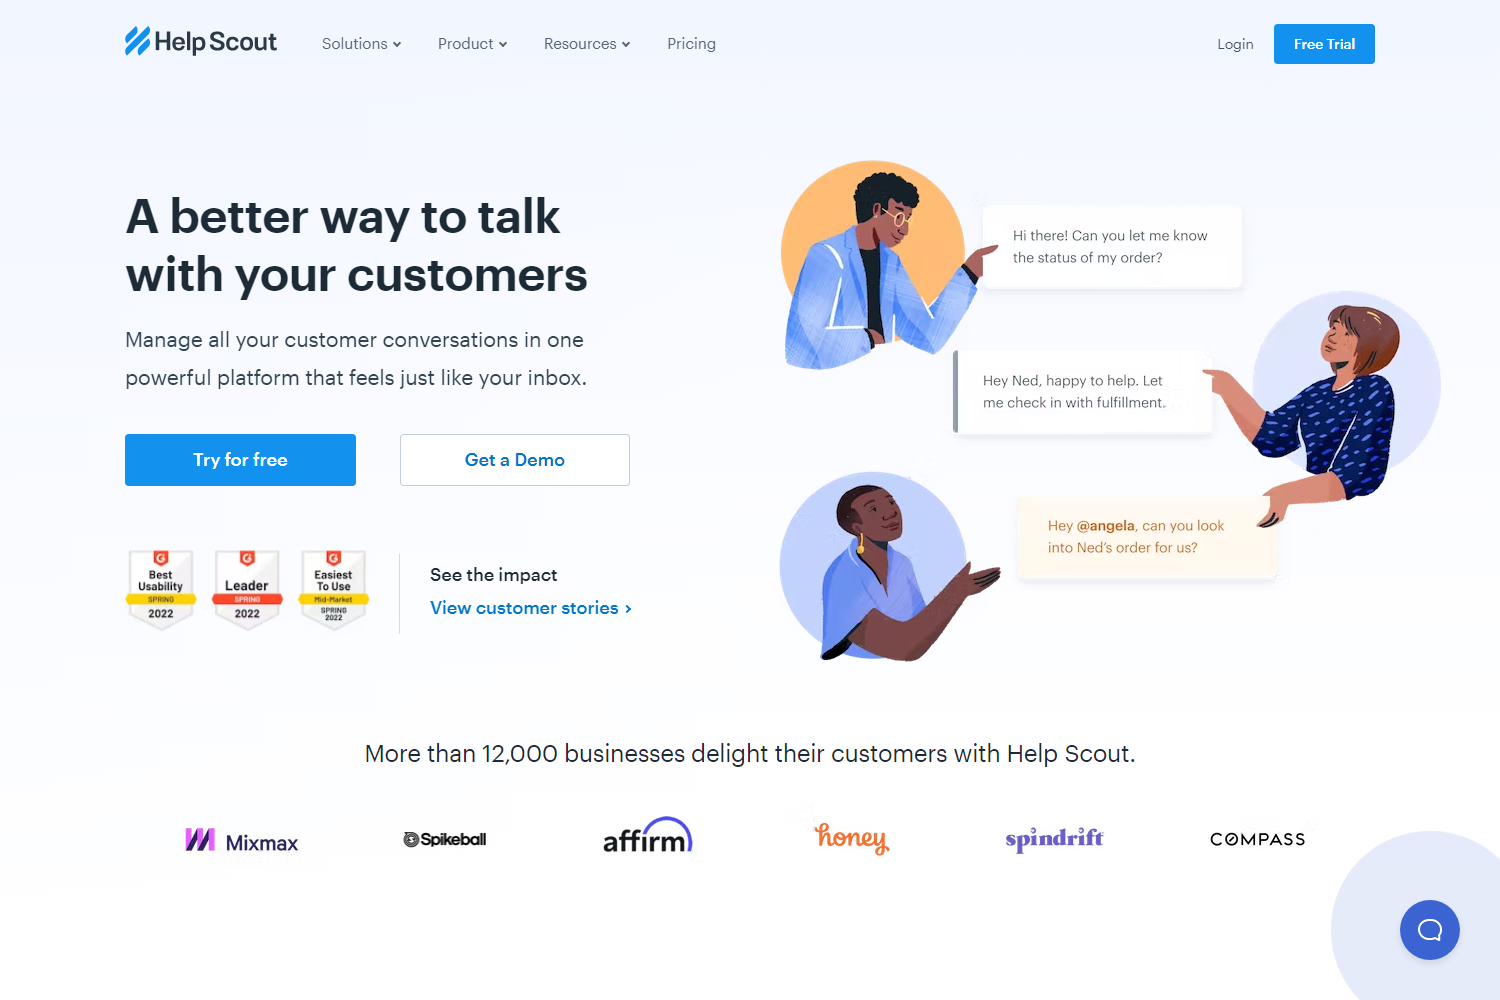 Help Scout
Solutions
Product
Resources
Pricing
Login
Free Trial
A better way to talk
with your customers
Manage all your customer conversations in one
powerful platform that feels just like your inbox.
Try for free
Get a Demo
Best
Usability
SPRING
2022
Leader
SPRING
2022
Easiest
To Use
Mid-Market
SPRING
2022
See the impact
View customer stories
Hi there! Can you let me know
the status of my order?
Hey Ned, happy to help. Let
me check in with fulfillment.
Hey @angela, can you look
into Ned's order for us?
More than 12,000 businesses delight their customers with Help Scout.
Mixmax
Spikeball
affirm
honey
spindrift
COMPASS